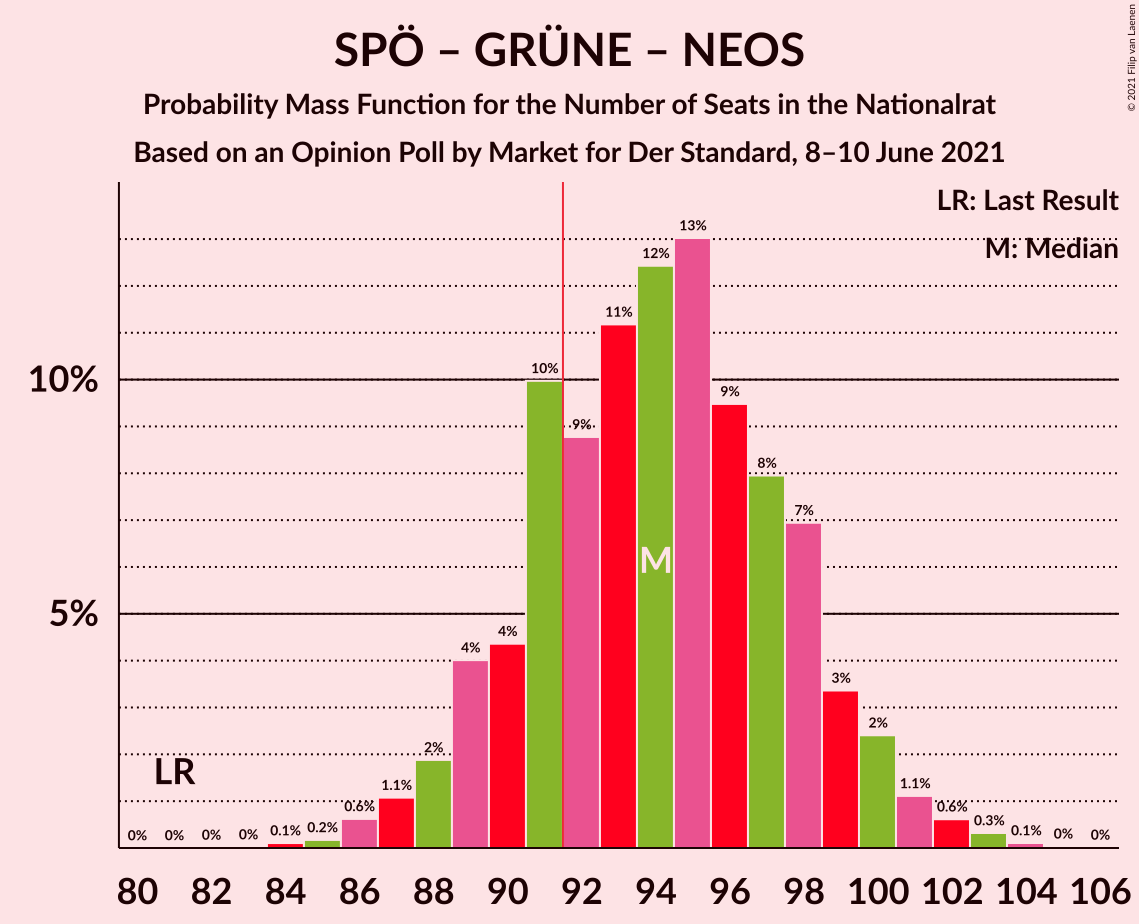 SPÖ – GRÜNE – NEOS
Probability Mass Function for the Number of Seats in the Nationalrat
Based on an Opinion Poll by Market for Der Standard, 8–10 June 2021
© 2021 Filip van Laenen
LR: Last Result
M: Median
10%
5%
0% 0% 0% 0% 0.1% 0.2% 0.6% 1.1% 2% 4% 4% 10% 9% 11% 12% 13% 9% 8% 7% 3% 2% 1.1% 0.6% 0.3% 0.1% 0% 0%
M
LR
80 82 84 86 88 90 92 94 96 98 100 102 104 106